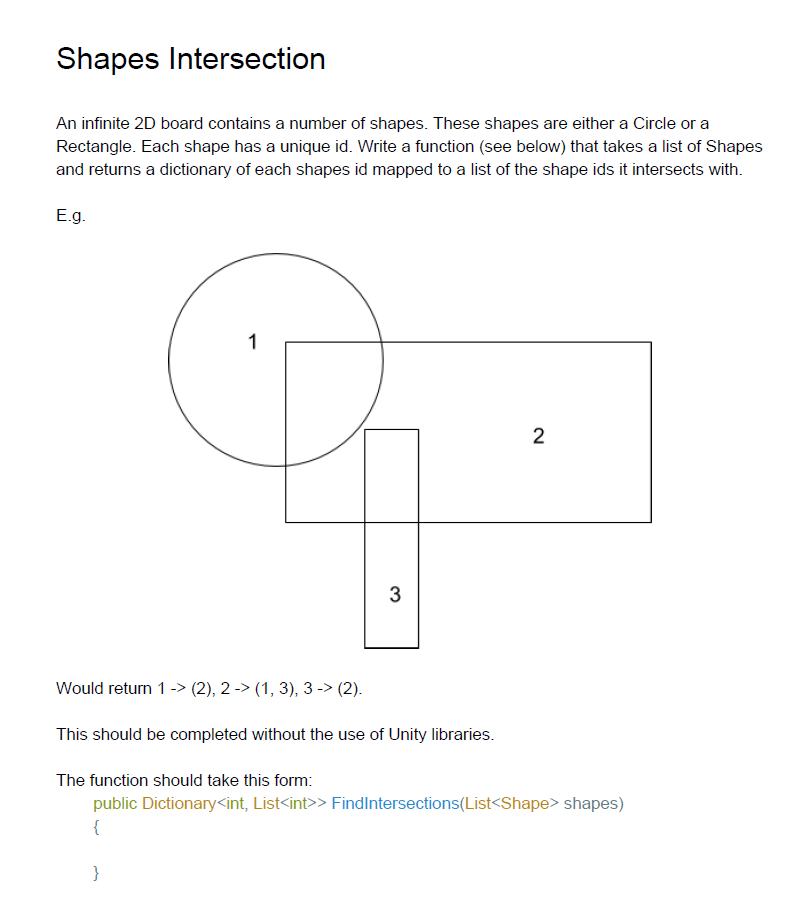 Shapes Intersection
An infinite 2D board contains a number of shapes. These shapes are either a Circle or a
Rectangle. Each shape has a unique id. Write a function (see below) that takes a list of Shapes
and returns a dictionary of each shapes id mapped to a list of the shape ids it intersects with.
E.g.
1
2
3
Would return 1 -> (2), 2 -> (1, 3), 3 -> (2).
This should be completed without the use of Unity libraries.
The function should take this form:
public Dictionary<int, List<int>> FindIntersections(List<Shape> shapes)
{
}